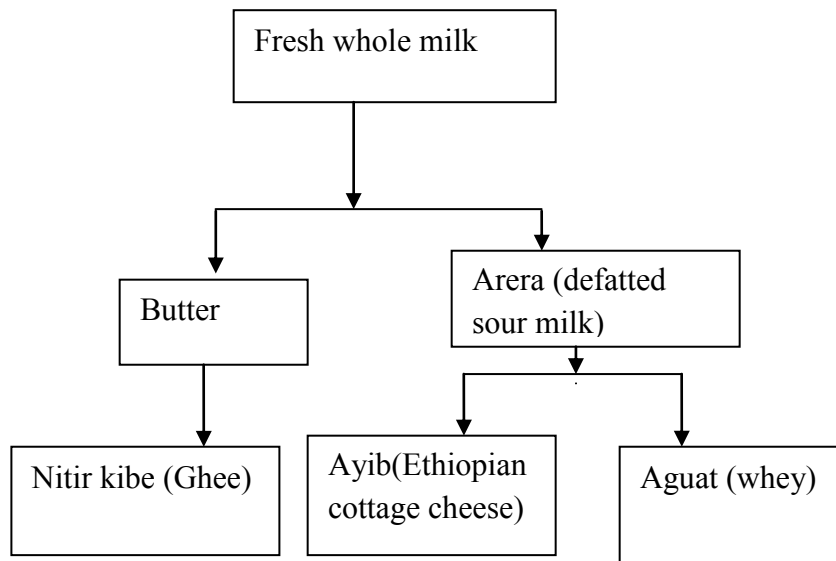 Fresh whole milk
Butter
Arera (defatted
sour milk)
Nitir kibe (Ghee)
Ayib(Ethiopian
cottage cheese)
Aguat (whey)